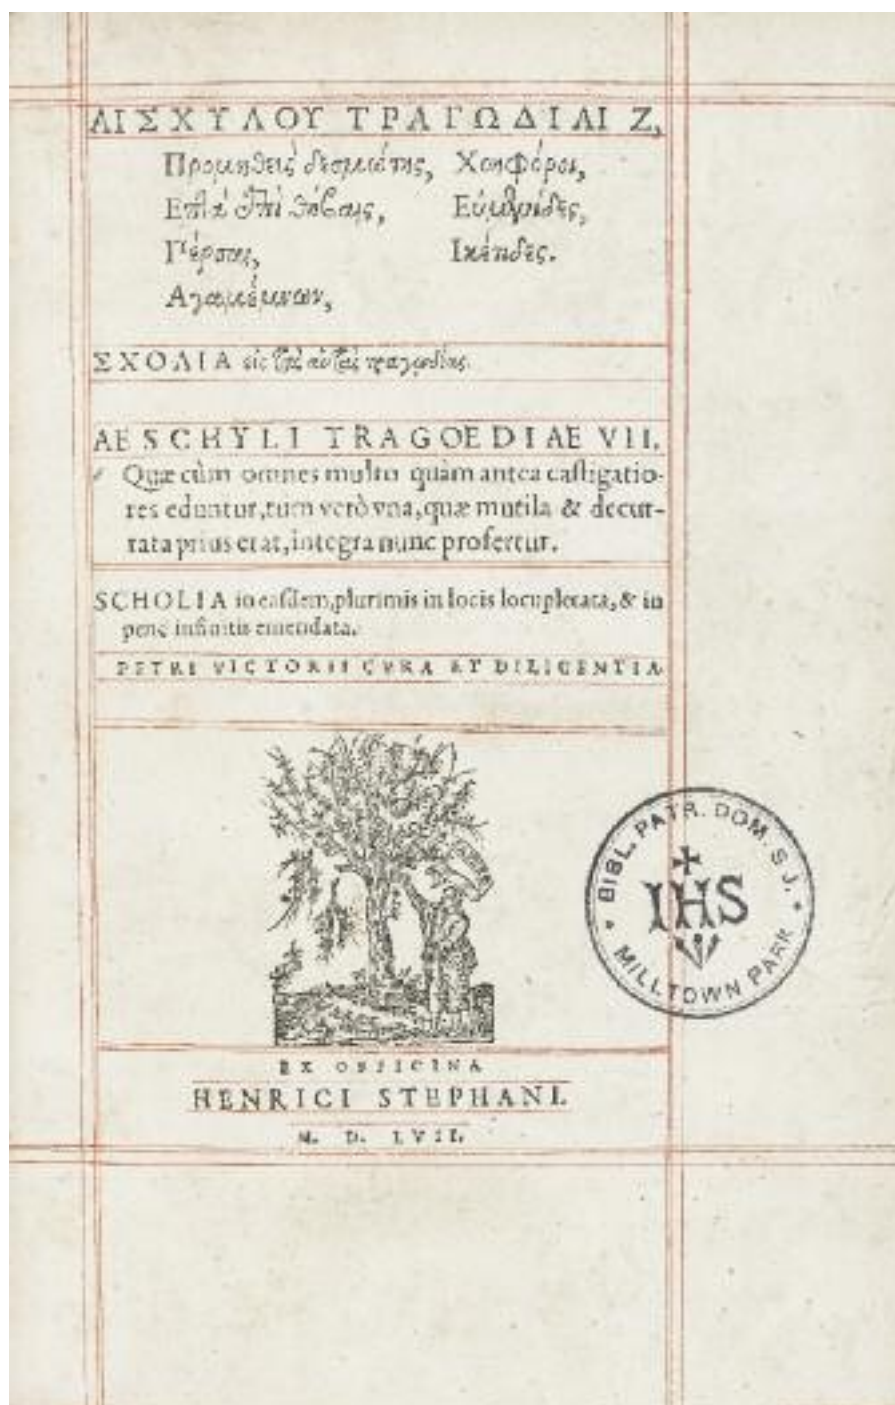 ΑΙΣΧΥΛΟΥ ΤΡΑΓΩΔΙΑΙ Ζ,
Προμηθεὺς δεσμώτης, Χοηφόροι,
Επτὰ ἐπὶ Θήβαις, Εὐμενίδες,
Πέρσαι, Ικέτιδες.
Αγαμέμνων,
ΣΧΟΛΙΑ εἰς τὰς αὐτὰς τραγῳδίας.
AESCHYLI TRAGOEDIAE VII.
Quæ cùm omnes multo quàm antea castigatio-
res eduntur, tum verò vna, quæ mutila & decur-
tata prius erat, integra nunc profertur.
SCHOLIA in easdem, plurimis in locis locupletata, & in
pene infinitis emendata.
PETRI VICTORII CVRA ET DILIGENTIA
BIBL. PATR. DOM. S.J.
IHS
MILLTOWN PARK
EX OFFICINA
HENRICI STEPHANI.
M. D. LVII.